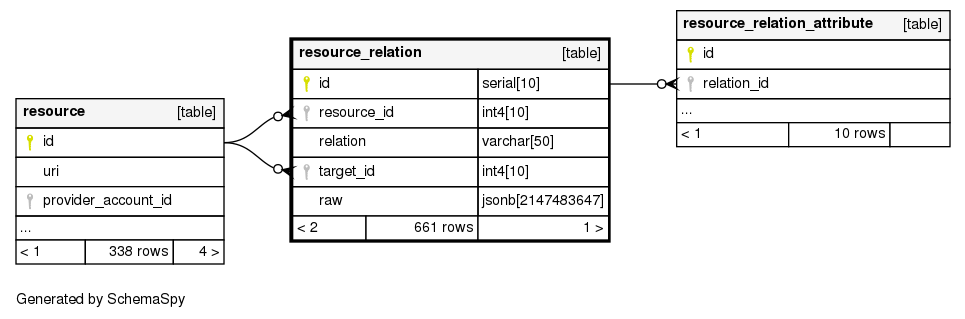 resource [table]
id
uri
provider_account_id
...
< 1 338 rows 4 >
resource_relation [table]
id serial[10]
resource_id int4[10]
relation varchar[50]
target_id int4[10]
raw jsonb[2147483647]
< 2 661 rows 1 >
resource_relation_attribute [table]
id
relation_id
...
< 1 10 rows
Generated by SchemaSpy